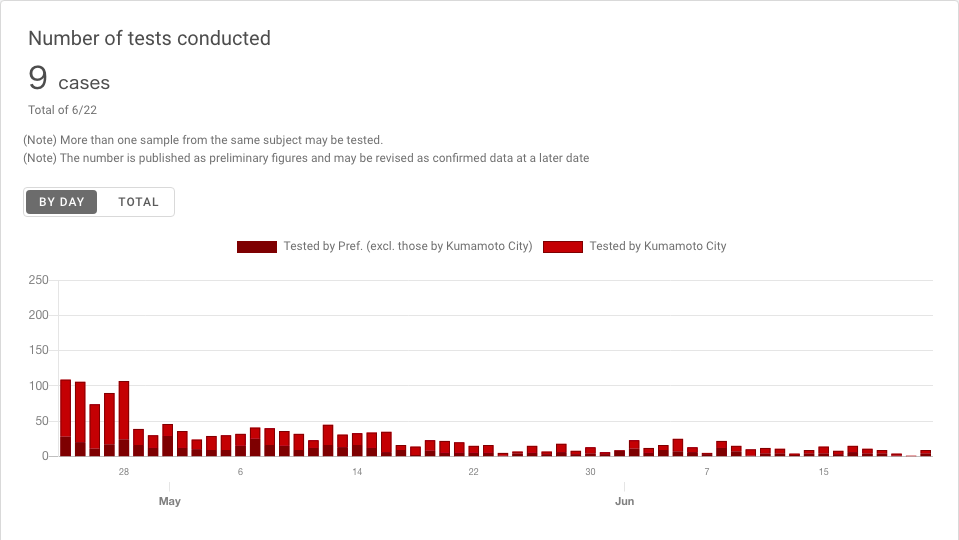 Number of tests conducted
9 cases
Total of 6/22
(Note) More than one sample from the same subject may be tested.
(Note) The number is published as preliminary figures and may be revised as confirmed data at a later date
BY DAY TOTAL
Tested by Pref. (excl. those by Kumamoto City) Tested by Kumamoto City
250
200
150
100
50
0
28 6 14 22 30 7 15
May Jun